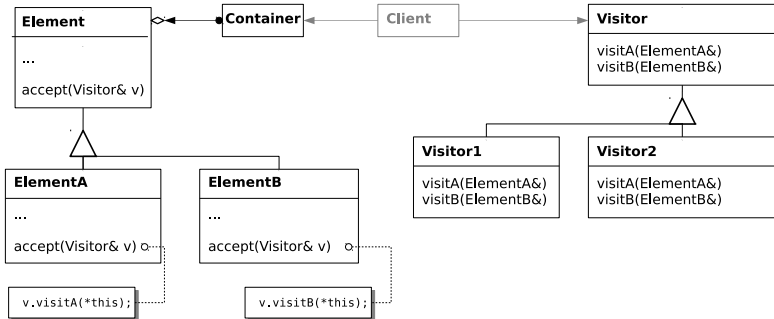 Element
...
accept(Visitor& v)
Container
Client
Visitor
visitA(ElementA&)
visitB(ElementB&)
ElementA
...
accept(Visitor& v)
v.visitA(*this);
ElementB
...
accept(Visitor& v)
v.visitB(*this);
Visitor1
visitA(ElementA&)
visitB(ElementB&)
Visitor2
visitA(ElementA&)
visitB(ElementB&)